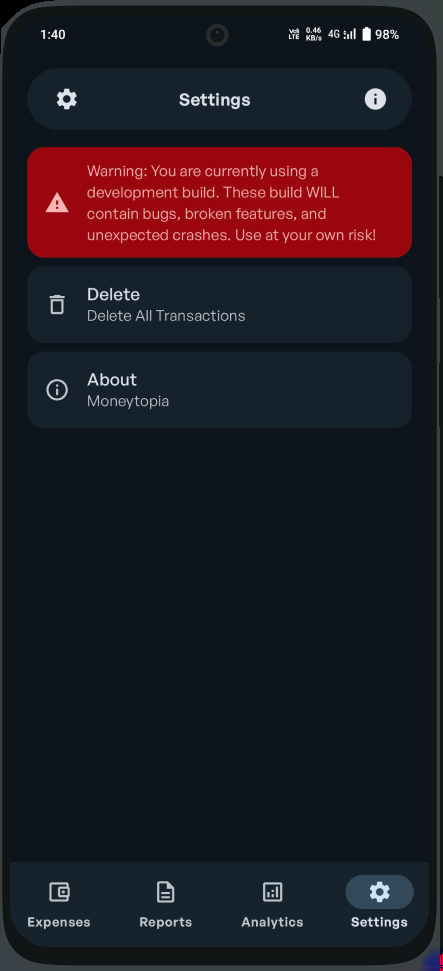 1:40
Vo)) LTE 0.46 KB/s 4G 98%
Settings
Warning: You are currently using a
development build. These build WILL
contain bugs, broken features, and
unexpected crashes. Use at your own risk!
Delete
Delete All Transactions
About
Moneytopia
Expenses Reports Analytics Settings